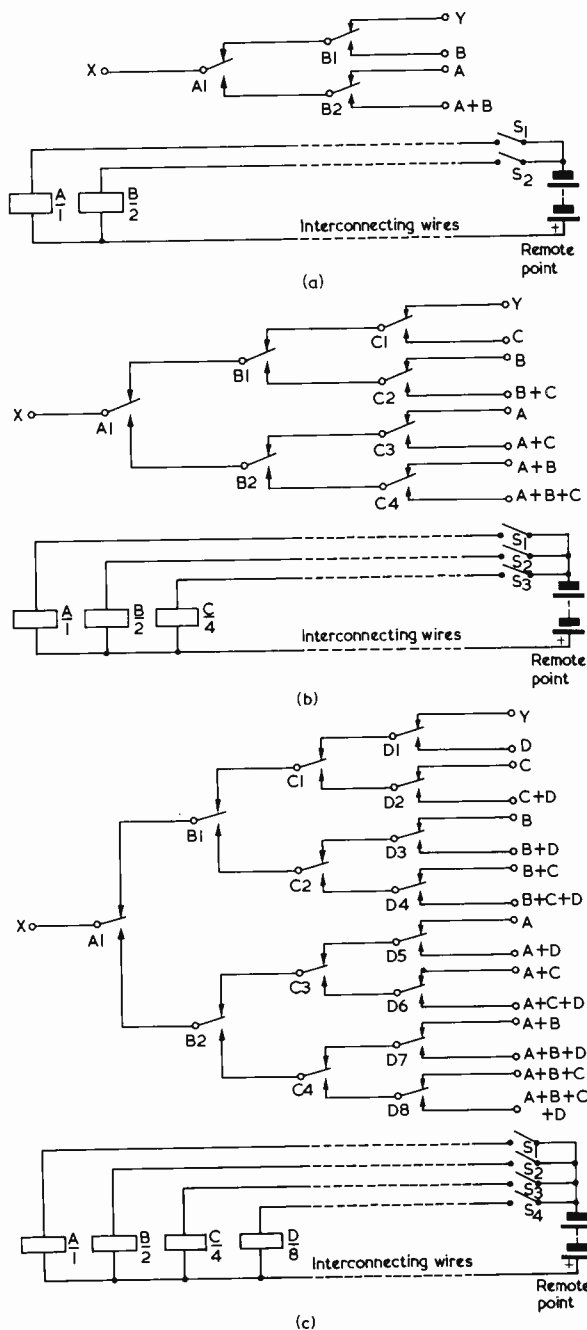 Y
X
A1
B1
B
A
B2
A+B
S1
S2
A/1
B/2
Interconnecting wires
+
Remote point
(a)
Y
C1
C
B1
B
C2
B+C
X
A1
A
C3
A+C
B2
A+B
C4
A+B+C
S1
S2
S3
A/1
B/2
C/4
Interconnecting wires
+
Remote
point
(b)
Y
D1
D
C1
C
D2
C+D
B1
B
D3
B+D
C2
B+C
D4
B+C+D
X
A1
A
D5
A+D
C3
A+C
D6
A+C+D
B2
A+B
D7
A+B+D
C4
A+B+C
D8
A+B+C
+D
S1
S2
S3
S4
A/1
B/2
C/4
D/8
Interconnecting wires
+
Remote
point
(c)